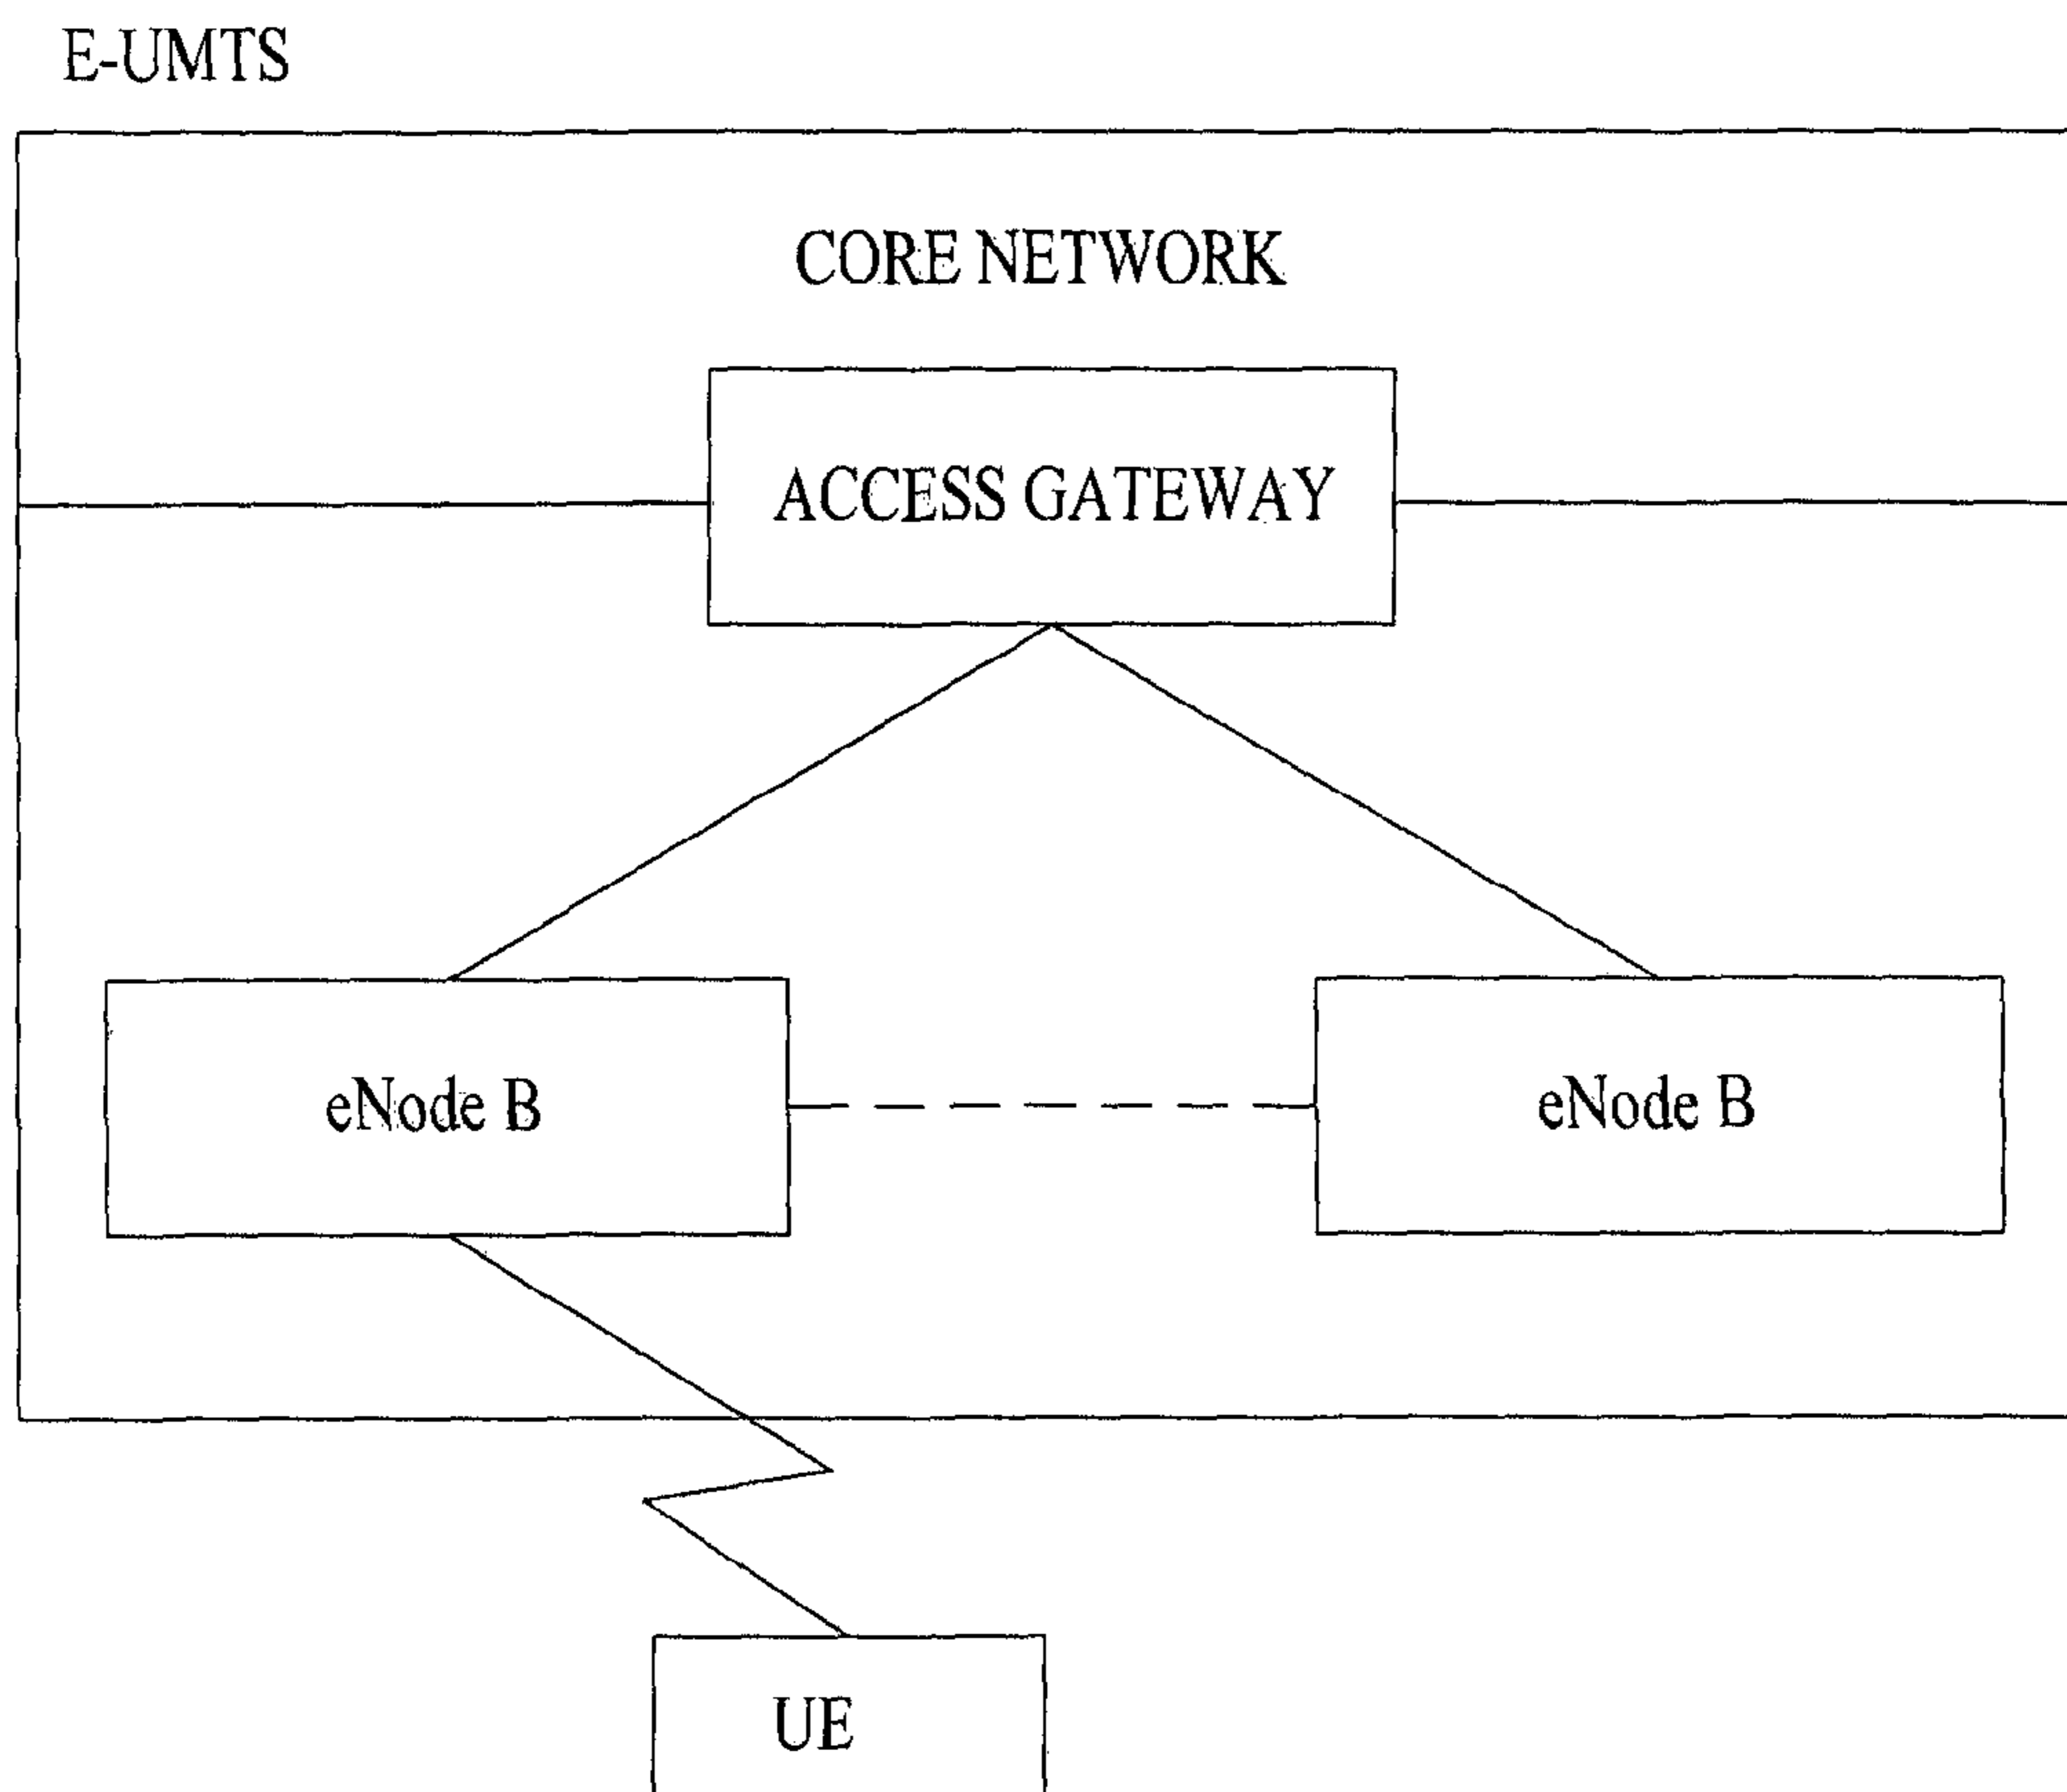 E-UMTS
CORE NETWORK
ACCESS GATEWAY
eNode B
eNode B
UE